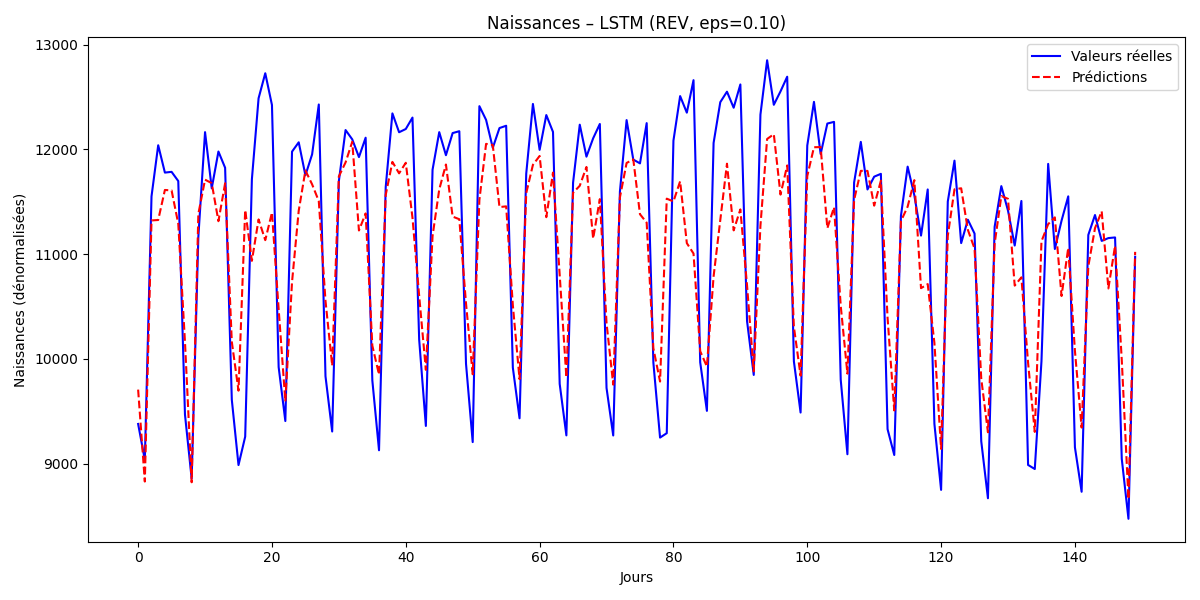 Naissances – LSTM (REV, eps=0.10)
Valeurs réelles
Prédictions
Naissances (dénormalisées)
13000
12000
11000
10000
9000
0 20 40 60 80 100 120 140
Jours